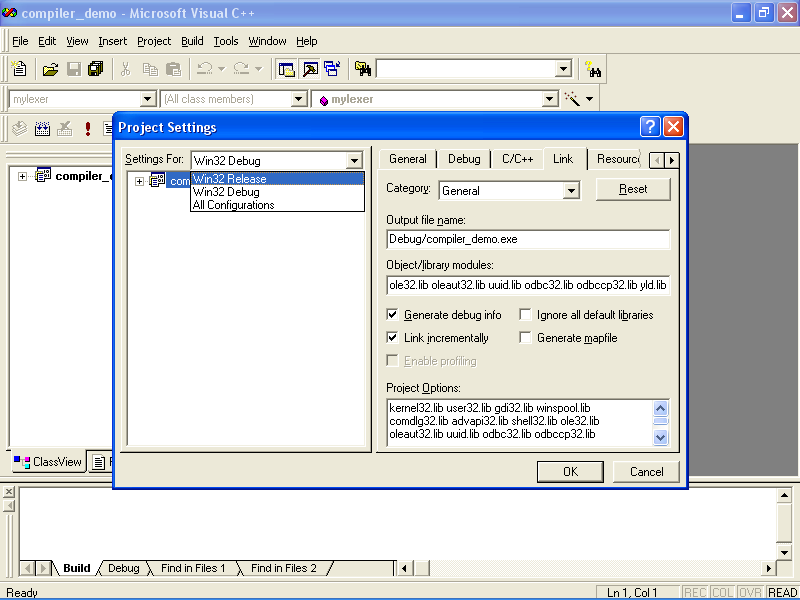 compiler_demo - Microsoft Visual C++
File Edit View Insert Project Build Tools Window Help
mylexer (All class members) mylexer
Project Settings
Settings For: Win32 Debug
Win32 Release
Win32 Debug
All Configurations
compiler_d
com
General Debug C/C++ Link Resourc
Category: General Reset
Output file name:
Debug/compiler_demo.exe
Object/library modules:
ole32.lib oleaut32.lib uuid.lib odbc32.lib odbccp32.lib yld.lib
Generate debug info Ignore all default libraries
Link incrementally Generate mapfile
Enable profiling
Project Options:
kernel32.lib user32.lib gdi32.lib winspool.lib
comdlg32.lib advapi32.lib shell32.lib ole32.lib
oleaut32.lib uuid.lib odbc32.lib odbccp32.lib
OK Cancel
ClassView F
Build Debug Find in Files 1 Find in Files 2
Ready Ln 1, Col 1 REC COL OVR READ